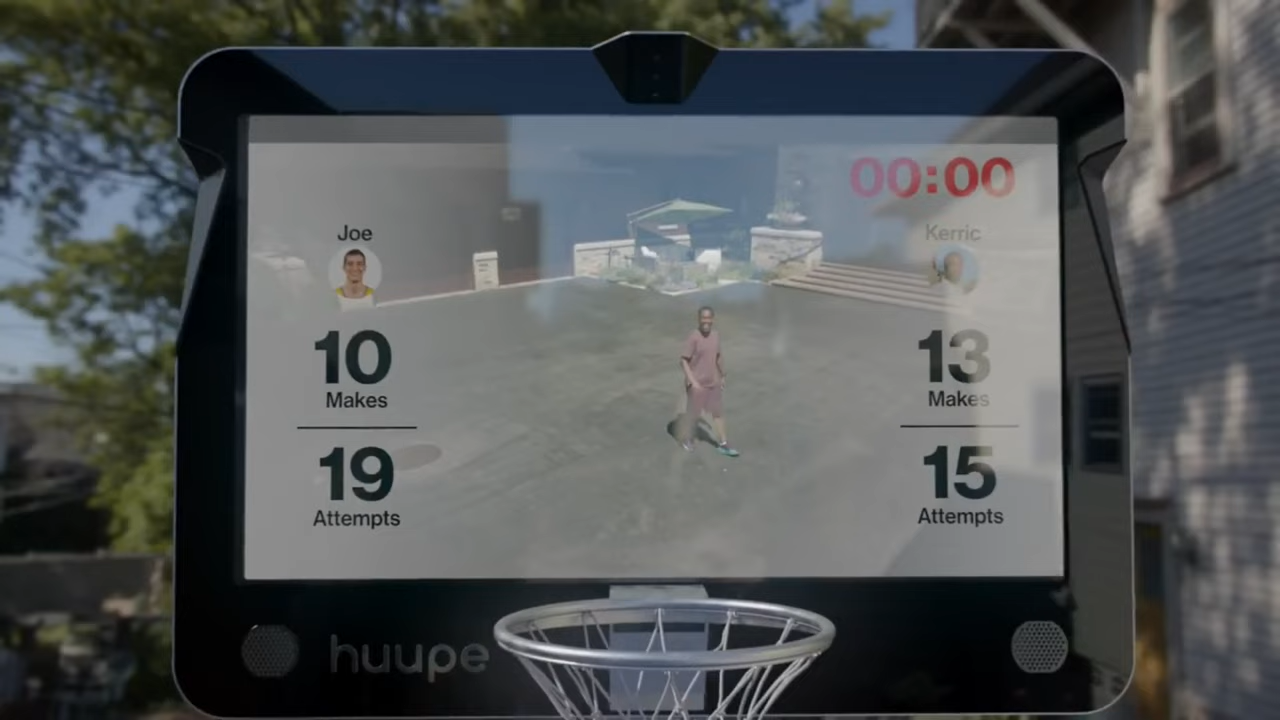 00:00
Joe
10
Makes
19
Attempts
Kerric
13
Makes
15
Attempts
huupe